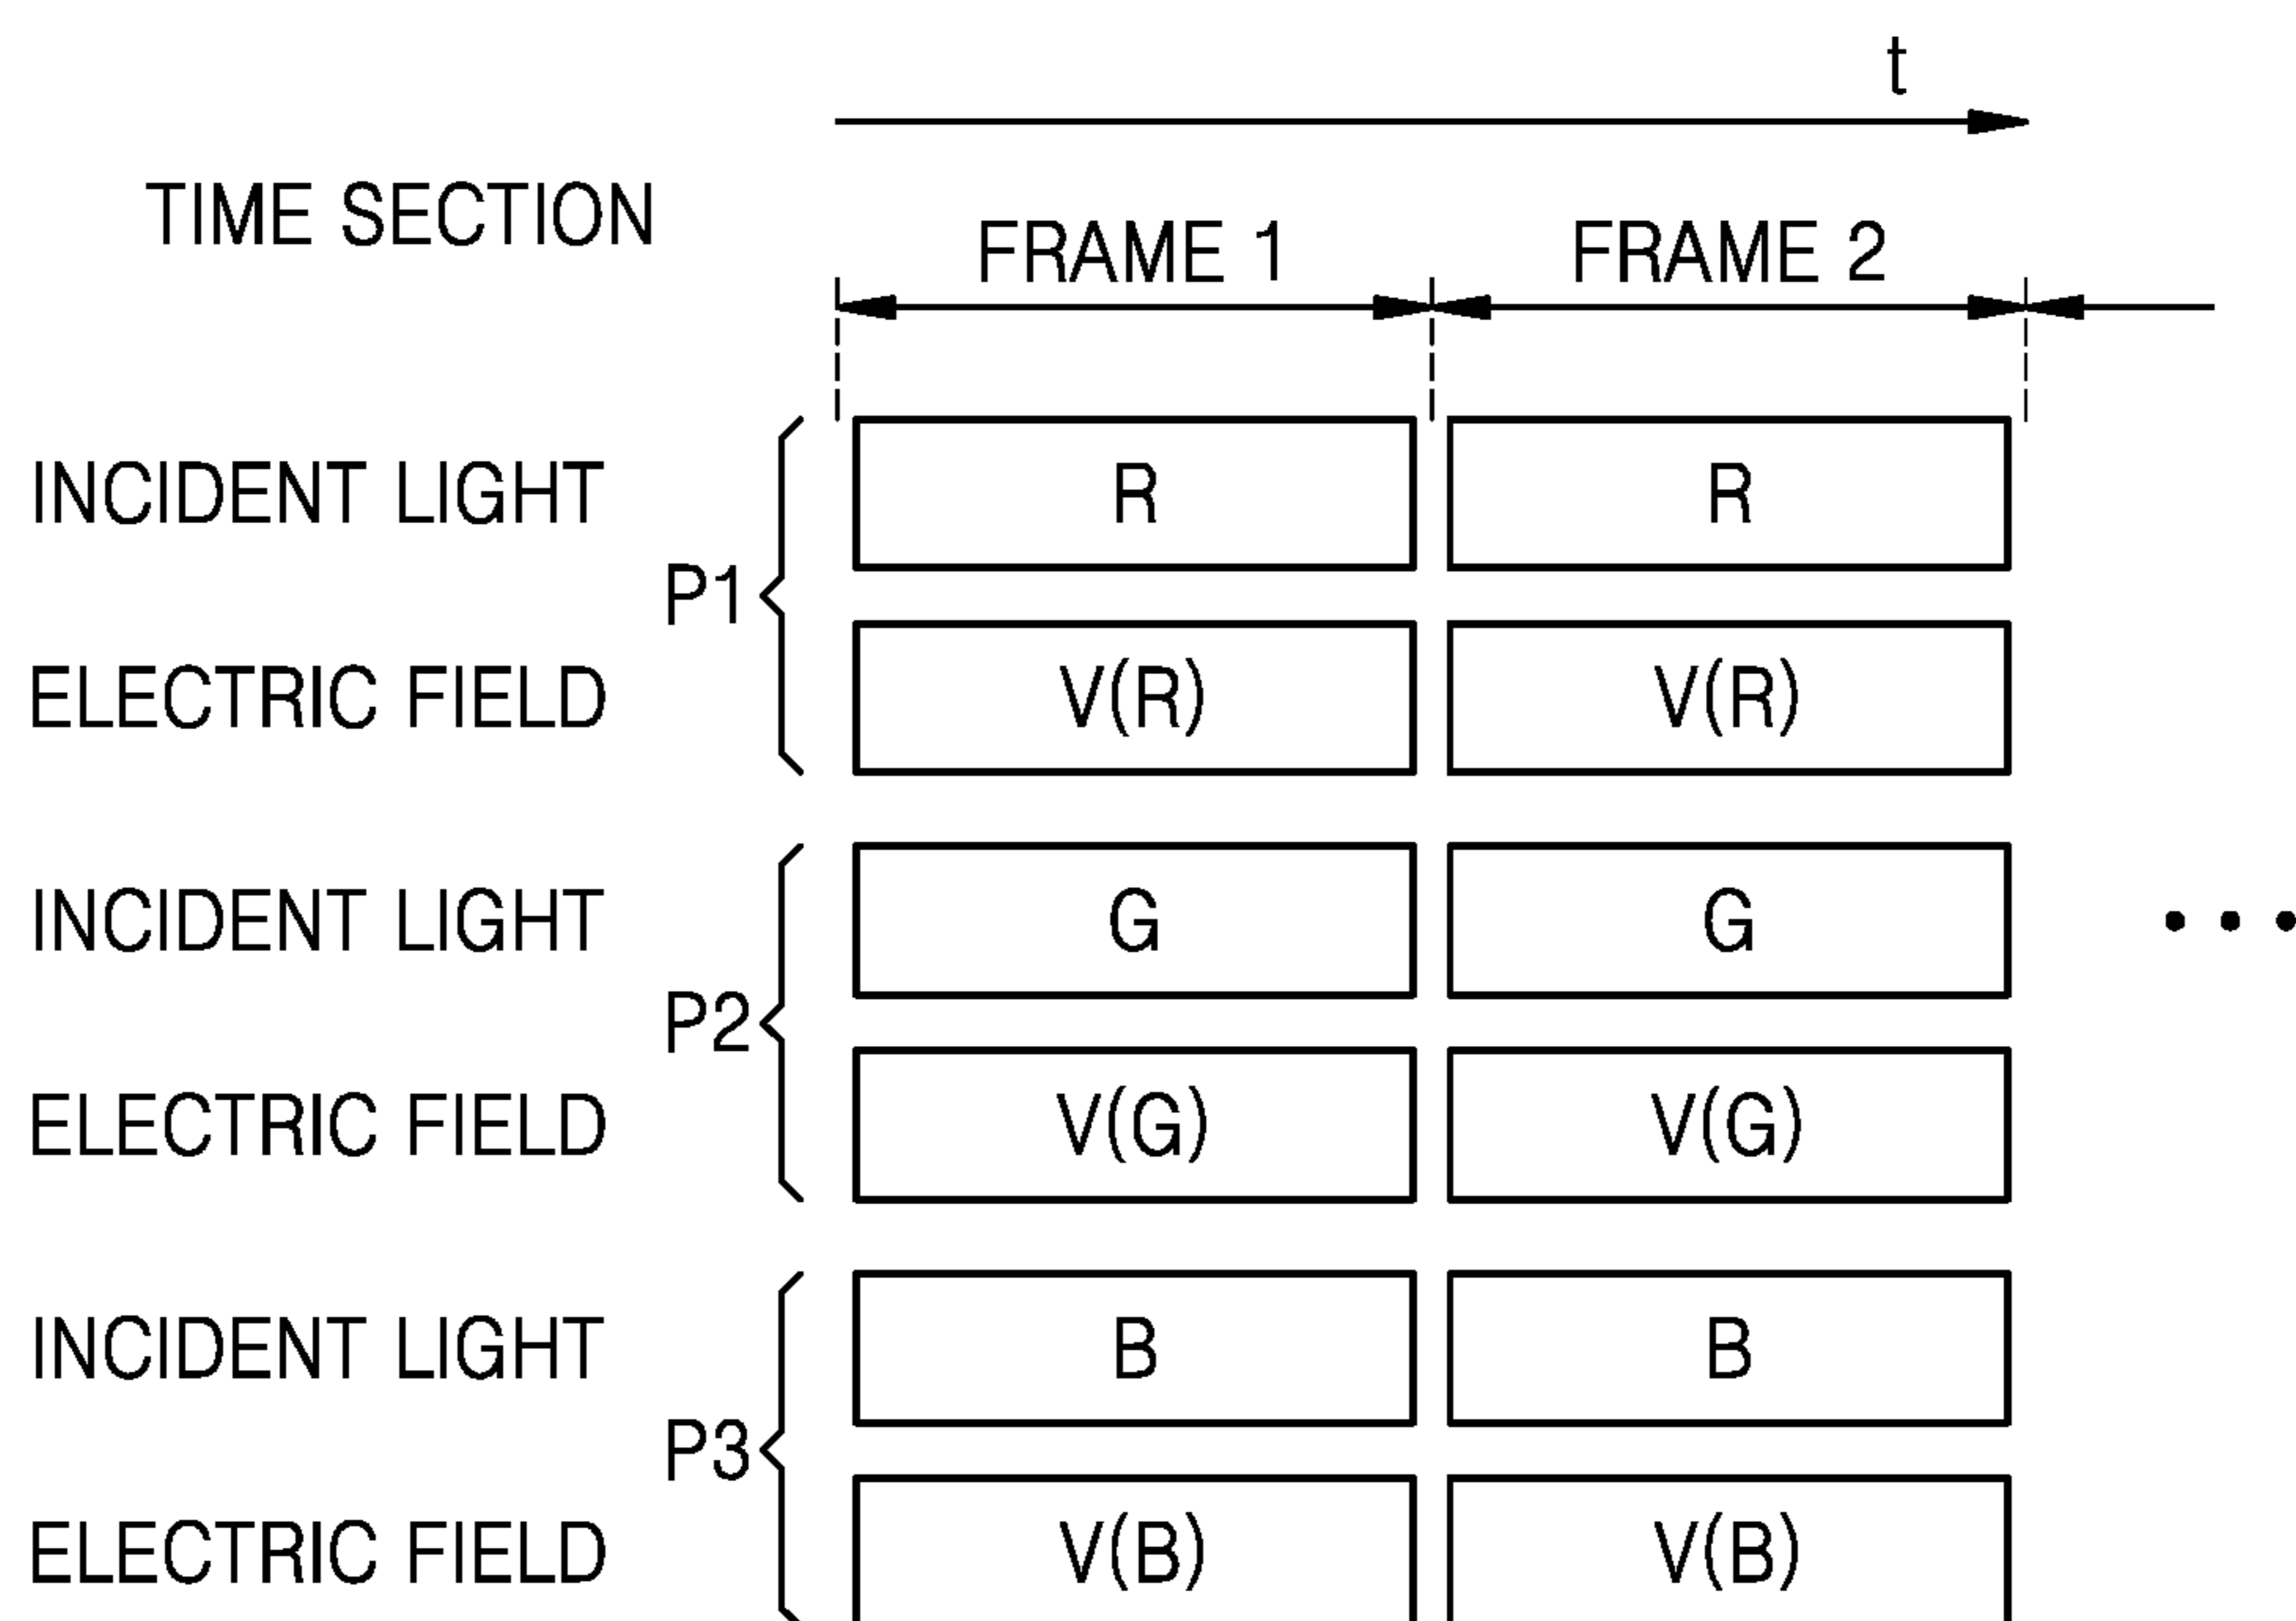 t
TIME SECTION
FRAME 1 FRAME 2
INCIDENT LIGHT R R
P1
ELECTRIC FIELD V(R) V(R)
INCIDENT LIGHT G G
P2
ELECTRIC FIELD V(G) V(G)
INCIDENT LIGHT B B
P3
ELECTRIC FIELD V(B) V(B)